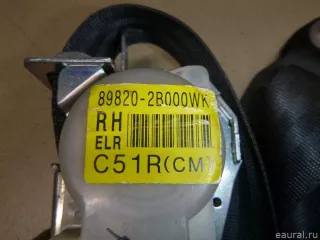 89820-2B000WK
RH
ELR
C51R(CM)
eaural.ru